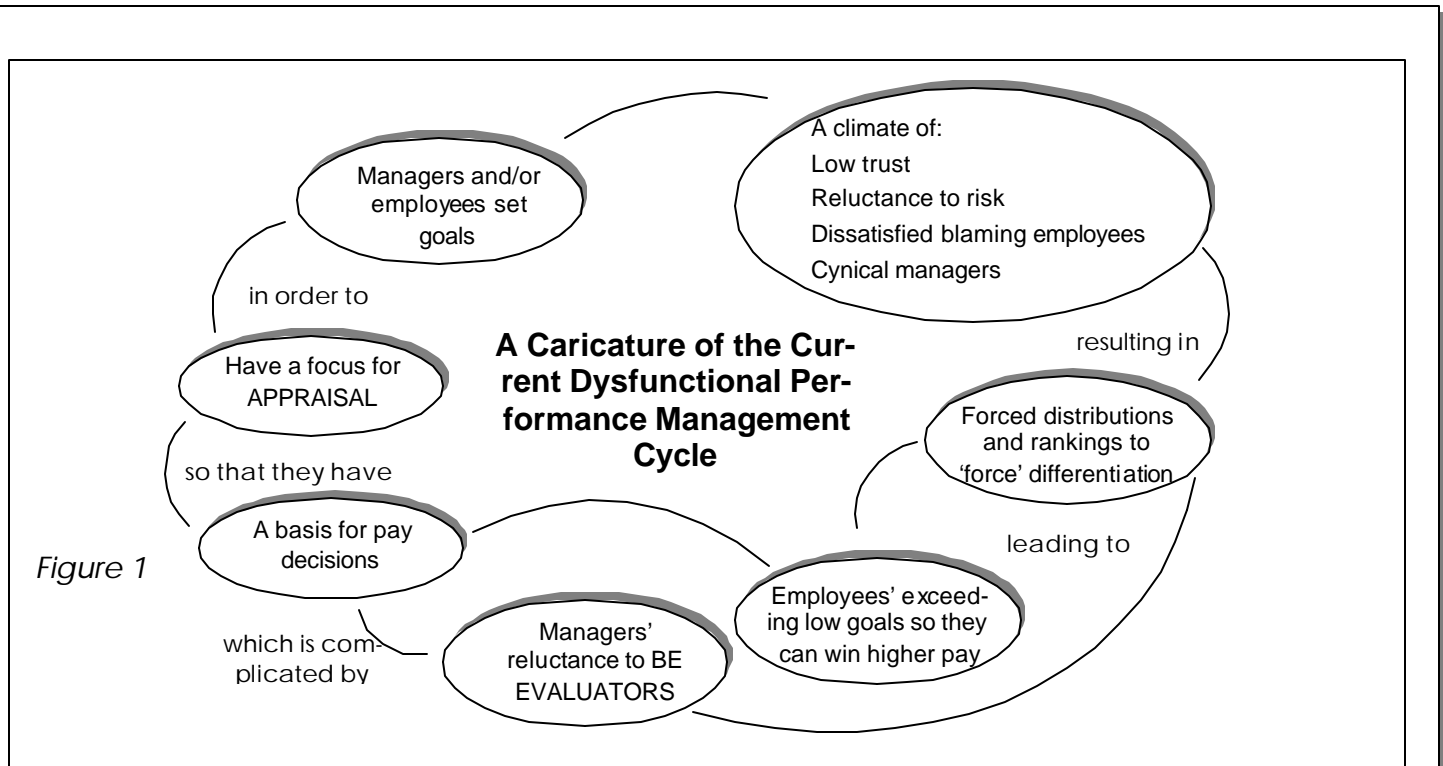 Managers and/or
employees set
goals
A climate of:
Low trust
Reluctance to risk
Dissatisfied blaming employees
Cynical managers
in order to
resulting in
Have a focus for
APPRAISAL
A Caricature of the Cur-
rent Dysfunctional Per-
formance Management
Cycle
Forced distributions
and rankings to
‘force’ differentiation
so that they have
A basis for pay
decisions
leading to
Figure 1
Employees’ exceed-
ing low goals so they
can win higher pay
which is com-
plicated by
Managers’
reluctance to BE
EVALUATORS